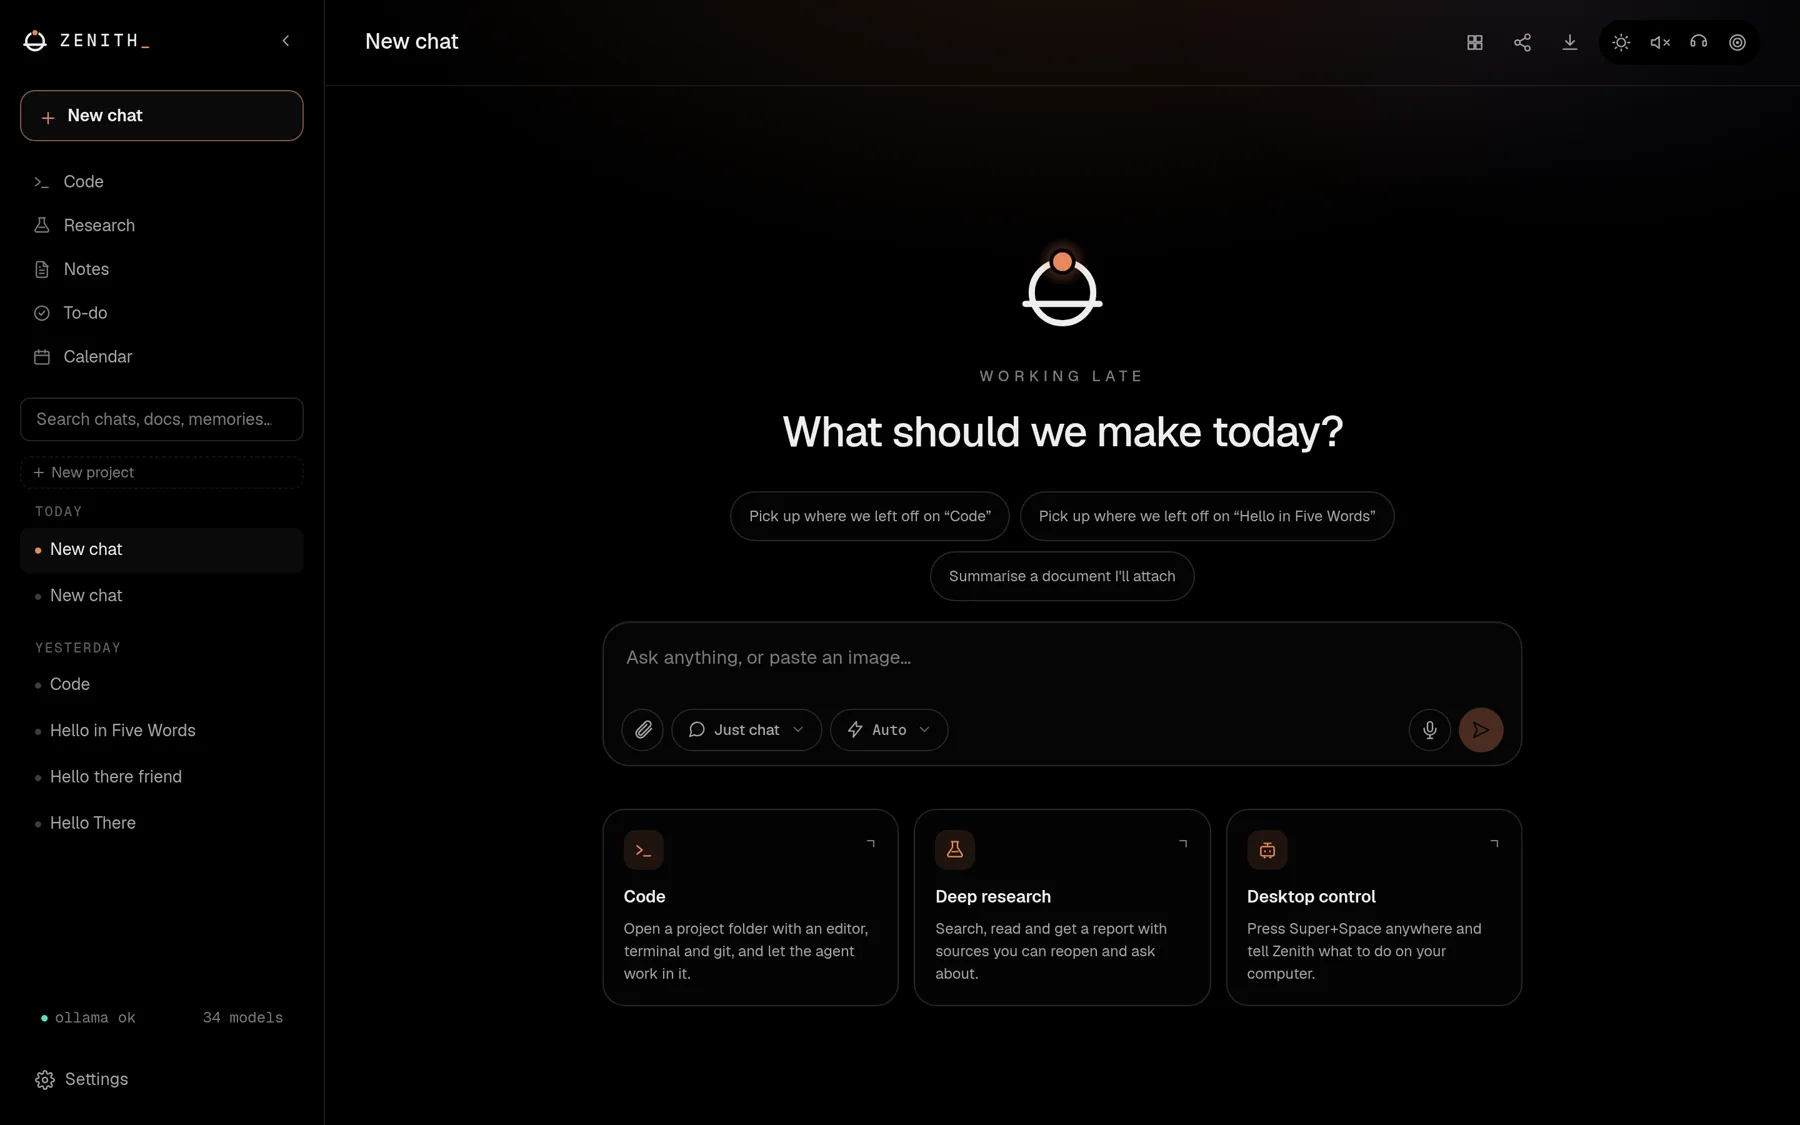 ZENITH_
New chat
Code
Research
Notes
To-do
Calendar
Search chats, docs, memories…
+ New project
TODAY
New chat
New chat
YESTERDAY
Code
Hello in Five Words
Hello there friend
Hello There
ollama ok 34 models
Settings
New chat
WORKING LATE
What should we make today?
Pick up where we left off on “Code”
Pick up where we left off on “Hello in Five Words”
Summarise a document I'll attach
Ask anything, or paste an image…
Just chat
Auto
Code
Open a project folder with an editor,
terminal and git, and let the agent
work in it.
Deep research
Search, read and get a report with
sources you can reopen and ask
about.
Desktop control
Press Super+Space anywhere and
tell Zenith what to do on your
computer.